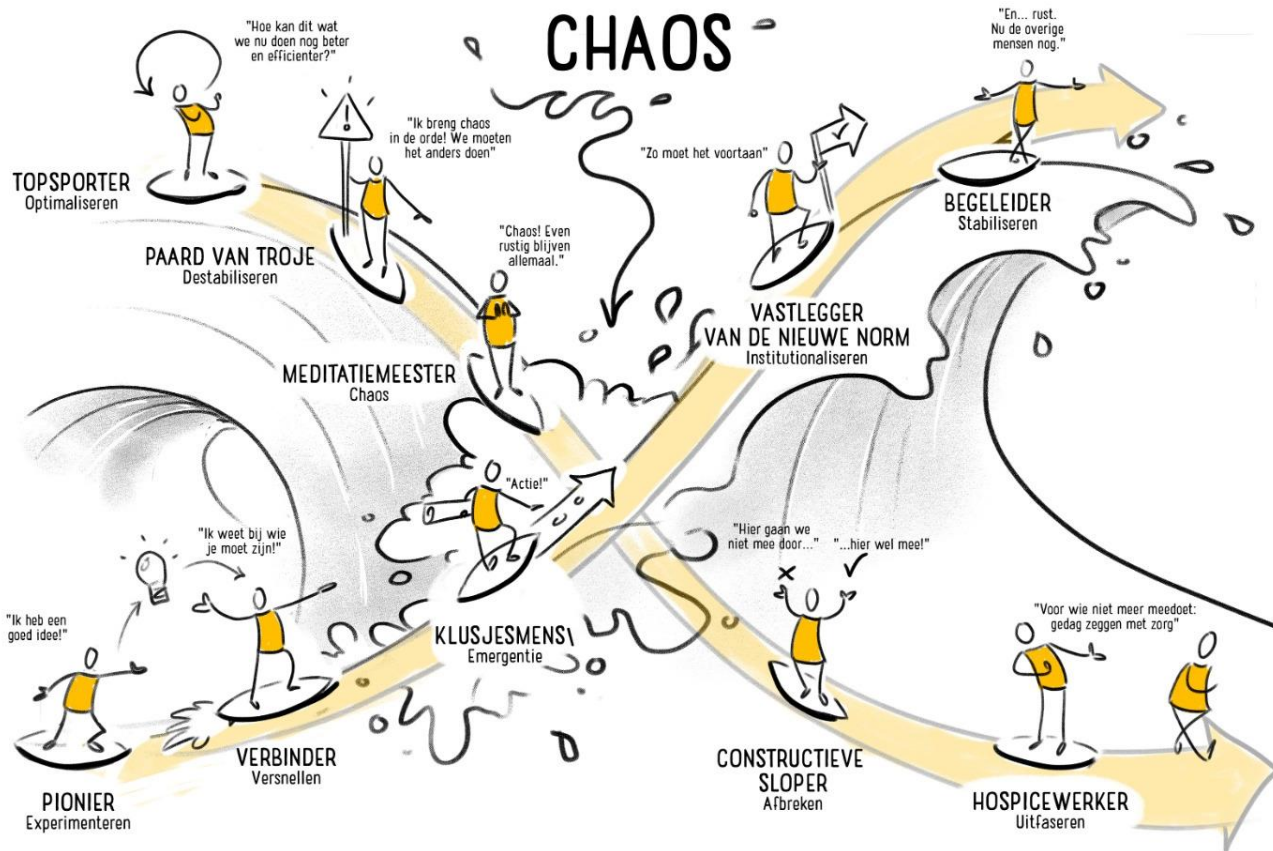 CHAOS
"Hoe kan dit wat
we nu doen nog beter
en efficienter?"
TOPSPORTER
Optimaliseren
"Ik breng chaos
in de orde! We moeten
het anders doen"
PAARD VAN TROJE
Destabiliseren
"Chaos! Even
rustig blijven
allemaal."
MEDITATIEMEESTER
Chaos
"En... rust.
Nu de overige
mensen nog."
BEGELEIDER
Stabiliseren
"Zo moet het voortaan"
VASTLEGGER
VAN DE NIEUWE NORM
Institutionaliseren
"Actie!"
KLUSJESMENS
Emergentie
"Ik weet bij wie
je moet zijn!"
VERBINDER
Versnellen
"Ik heb een
goed idee!"
PIONIER
Experimenteren
"Hier gaan we
niet mee door..."
"...hier wel mee!"
CONSTRUCTIEVE
SLOPER
Afbreken
"Voor wie niet meer meedoet:
gedag zeggen met zorg"
HOSPICEWERKER
Uitfaseren